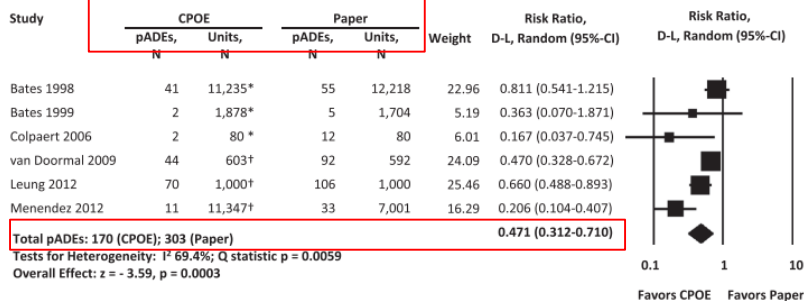 Study CPOE Paper Risk Ratio, Risk Ratio,
pADEs, Units, pADEs, Units, Weight D-L, Random (95%-CI) D-L, Random (95%-CI)
N N N N
Bates 1998 41 11,235* 55 12,218 22.96 0.811 (0.541-1.215)
Bates 1999 2 1,878* 5 1,704 5.19 0.363 (0.070-1.871)
Colpaert 2006 2 80 * 12 80 6.01 0.167 (0.037-0.745)
van Doormal 2009 44 603† 92 592 24.09 0.470 (0.328-0.672)
Leung 2012 70 1,000† 106 1,000 25.46 0.660 (0.488-0.893)
Menendez 2012 11 11,347† 33 7,001 16.29 0.206 (0.104-0.407)
Total pADEs: 170 (CPOE); 303 (Paper) 0.471 (0.312-0.710)
Tests for Heterogeneity: I² 69.4%; Q statistic p = 0.0059
Overall Effect: z = - 3.59, p = 0.0003
0.1 1 10
Favors CPOE Favors Paper